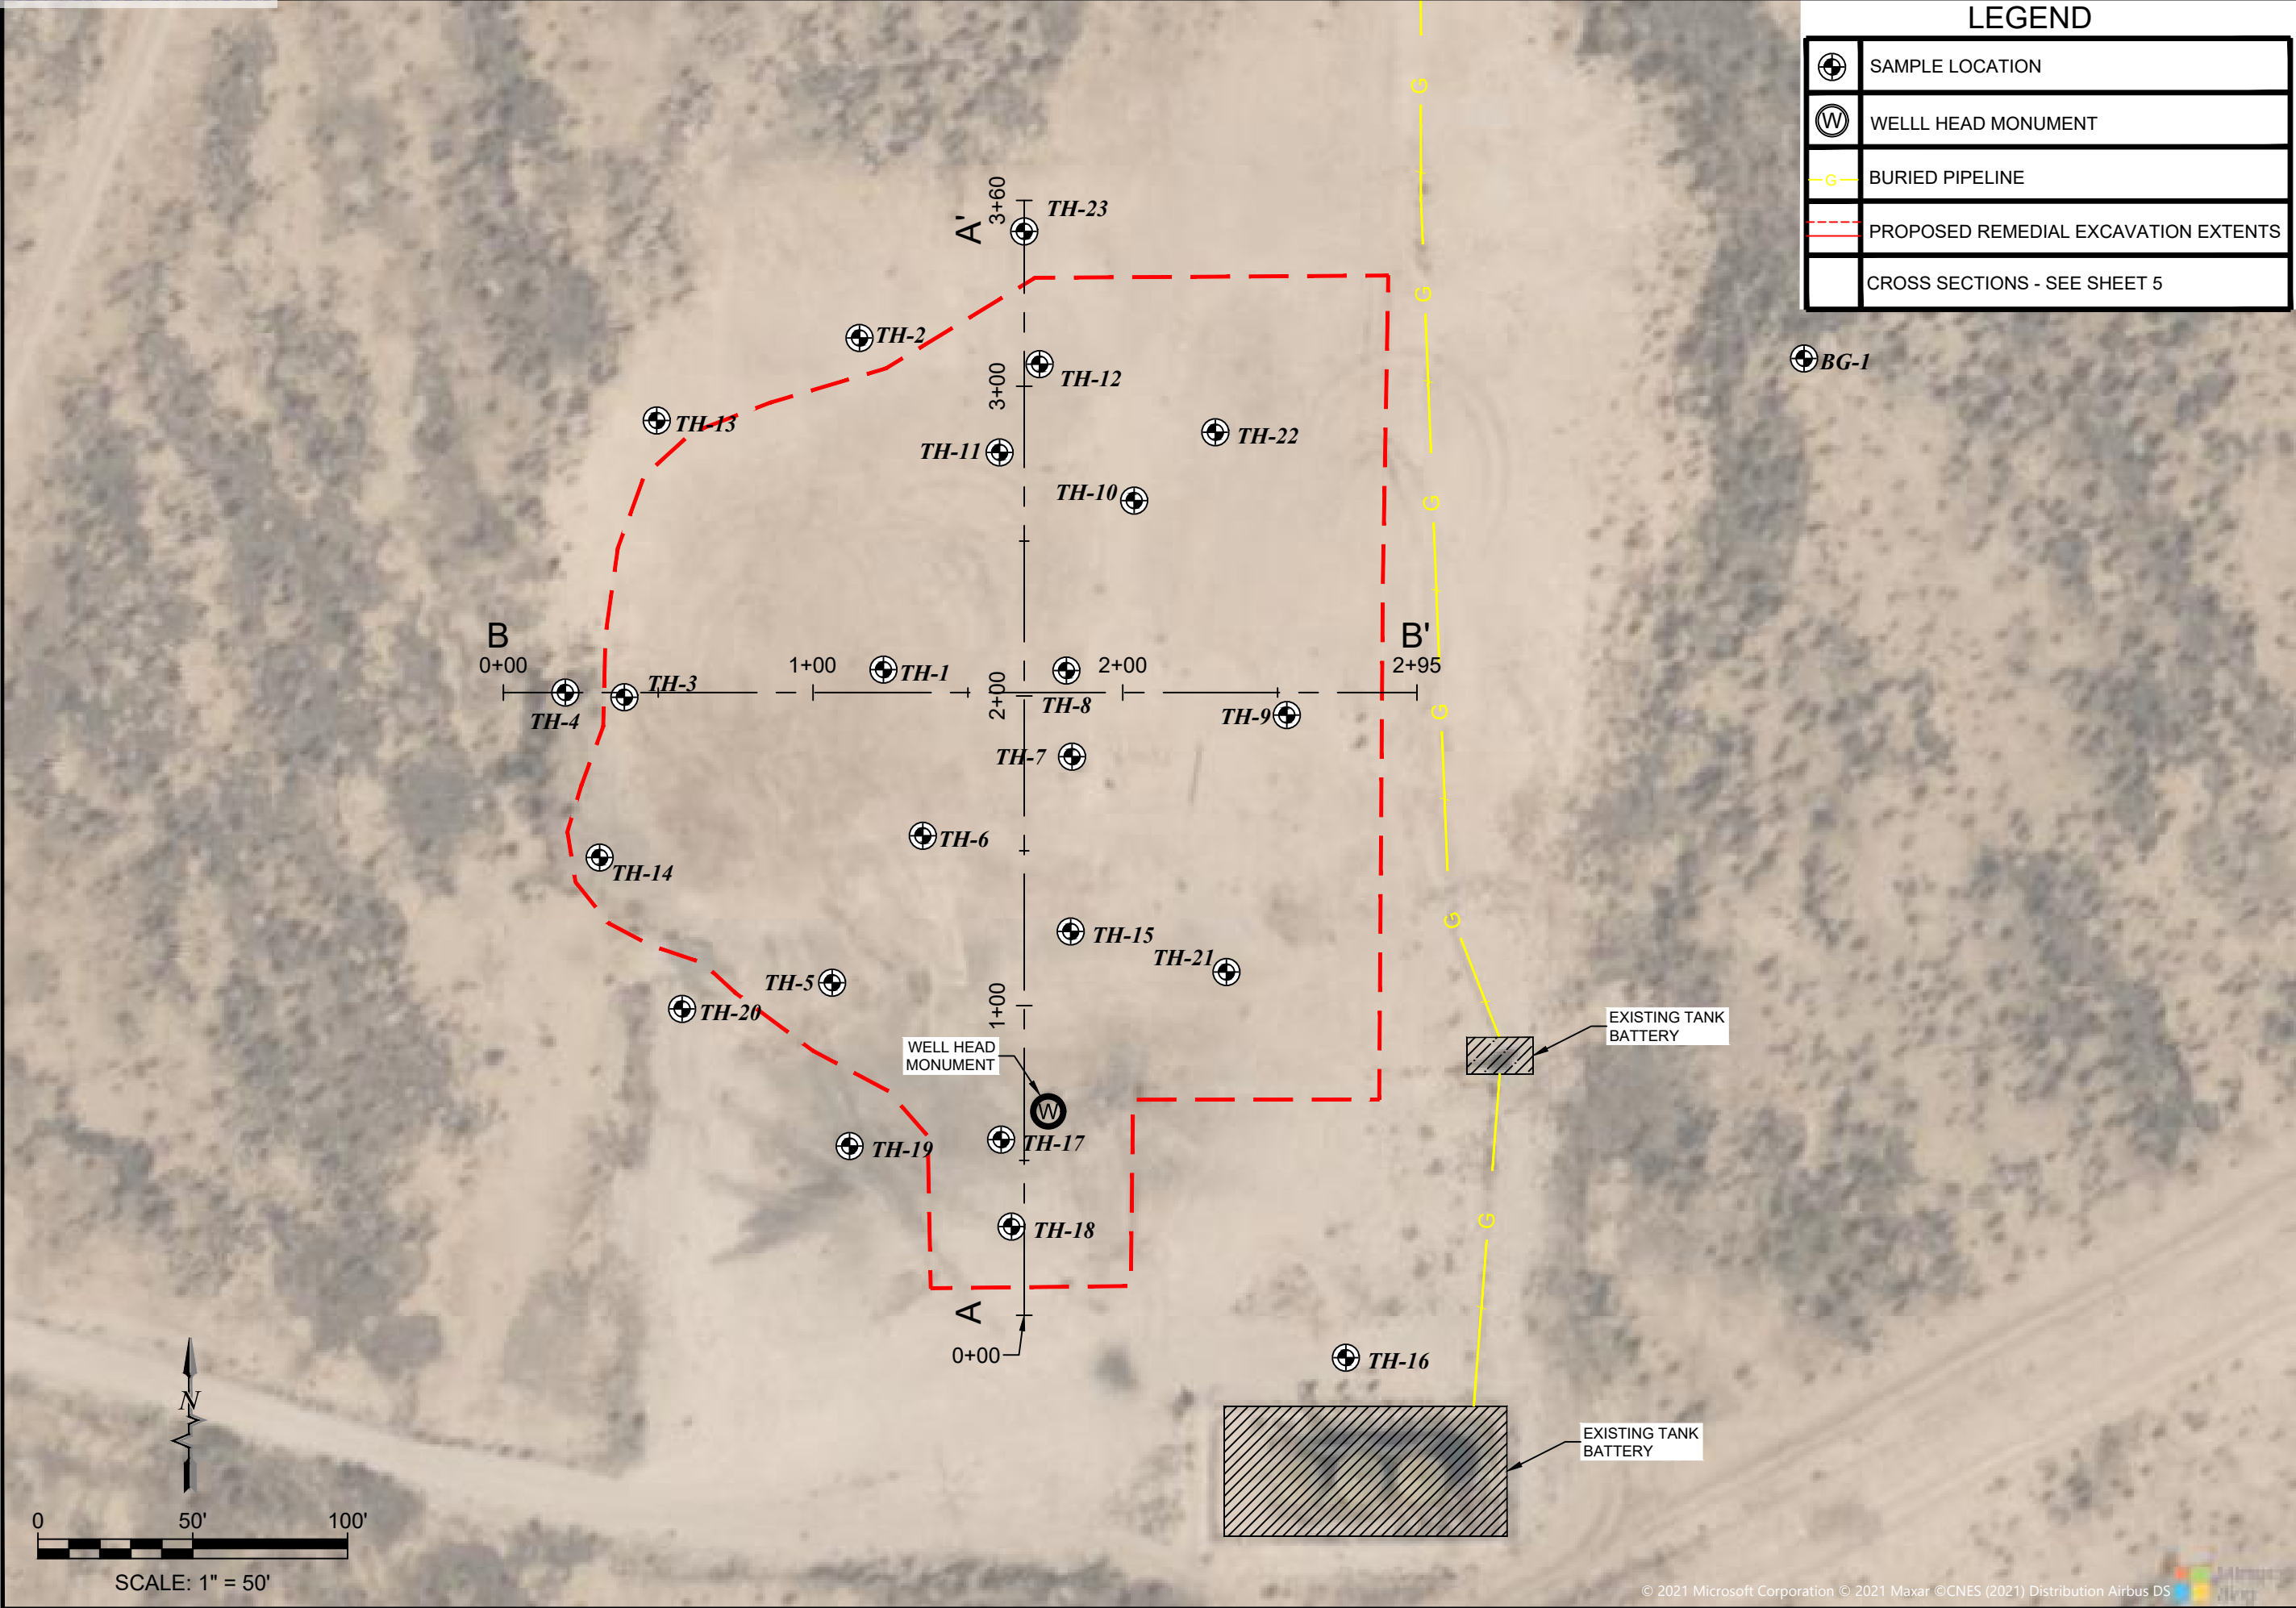 LEGEND
SAMPLE LOCATION
W
WELLL HEAD MONUMENT
G
BURIED PIPELINE
PROPOSED REMEDIAL EXCAVATION EXTENTS
CROSS SECTIONS - SEE SHEET 5
G
3+60
A'
TH-23
G
TH-2
TH-12
3+00
BG-1
TH-13
TH-22
TH-11
TH-10
G
B
B'
0+00
1+00
2+00
2+95
TH-1
TH-3
2+00
TH-8
TH-4
TH-9
G
TH-7
TH-6
TH-14
G
TH-15
TH-21
TH-5
TH-20
1+00
EXISTING TANK
BATTERY
WELL HEAD
MONUMENT
W
TH-17
TH-19
G
TH-18
A
0+00
TH-16
N
EXISTING TANK
BATTERY
0 50' 100'
SCALE: 1" = 50'
© 2021 Microsoft Corporation © 2021 Maxar ©CNES (2021) Distribution Airbus DS